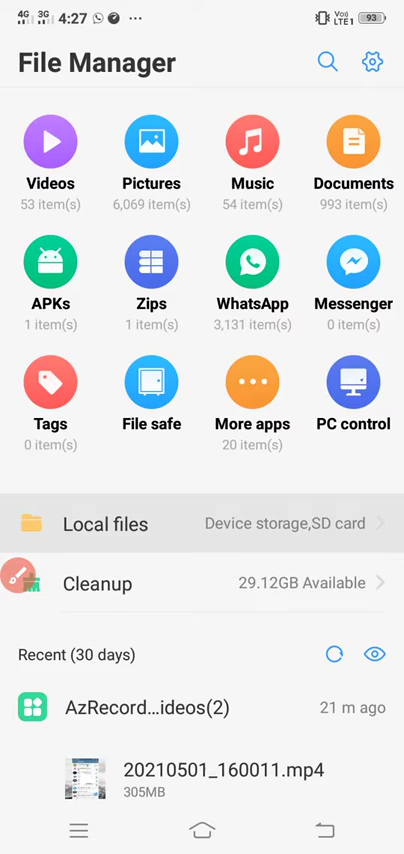 4G 3G 4:27 ... Vo)) LTE1 93
File Manager
Videos Pictures Music Documents
53 item(s) 6,069 item(s) 54 item(s) 993 item(s)
APKs Zips WhatsApp Messenger
1 item(s) 1 item(s) 3,131 item(s) 0 item(s)
Tags File safe More apps PC control
0 item(s) 20 item(s)
Local files Device storage,SD card
Cleanup 29.12GB Available
Recent (30 days)
AzRecord...ideos(2) 21 m ago
20210501_160011.mp4
305MB